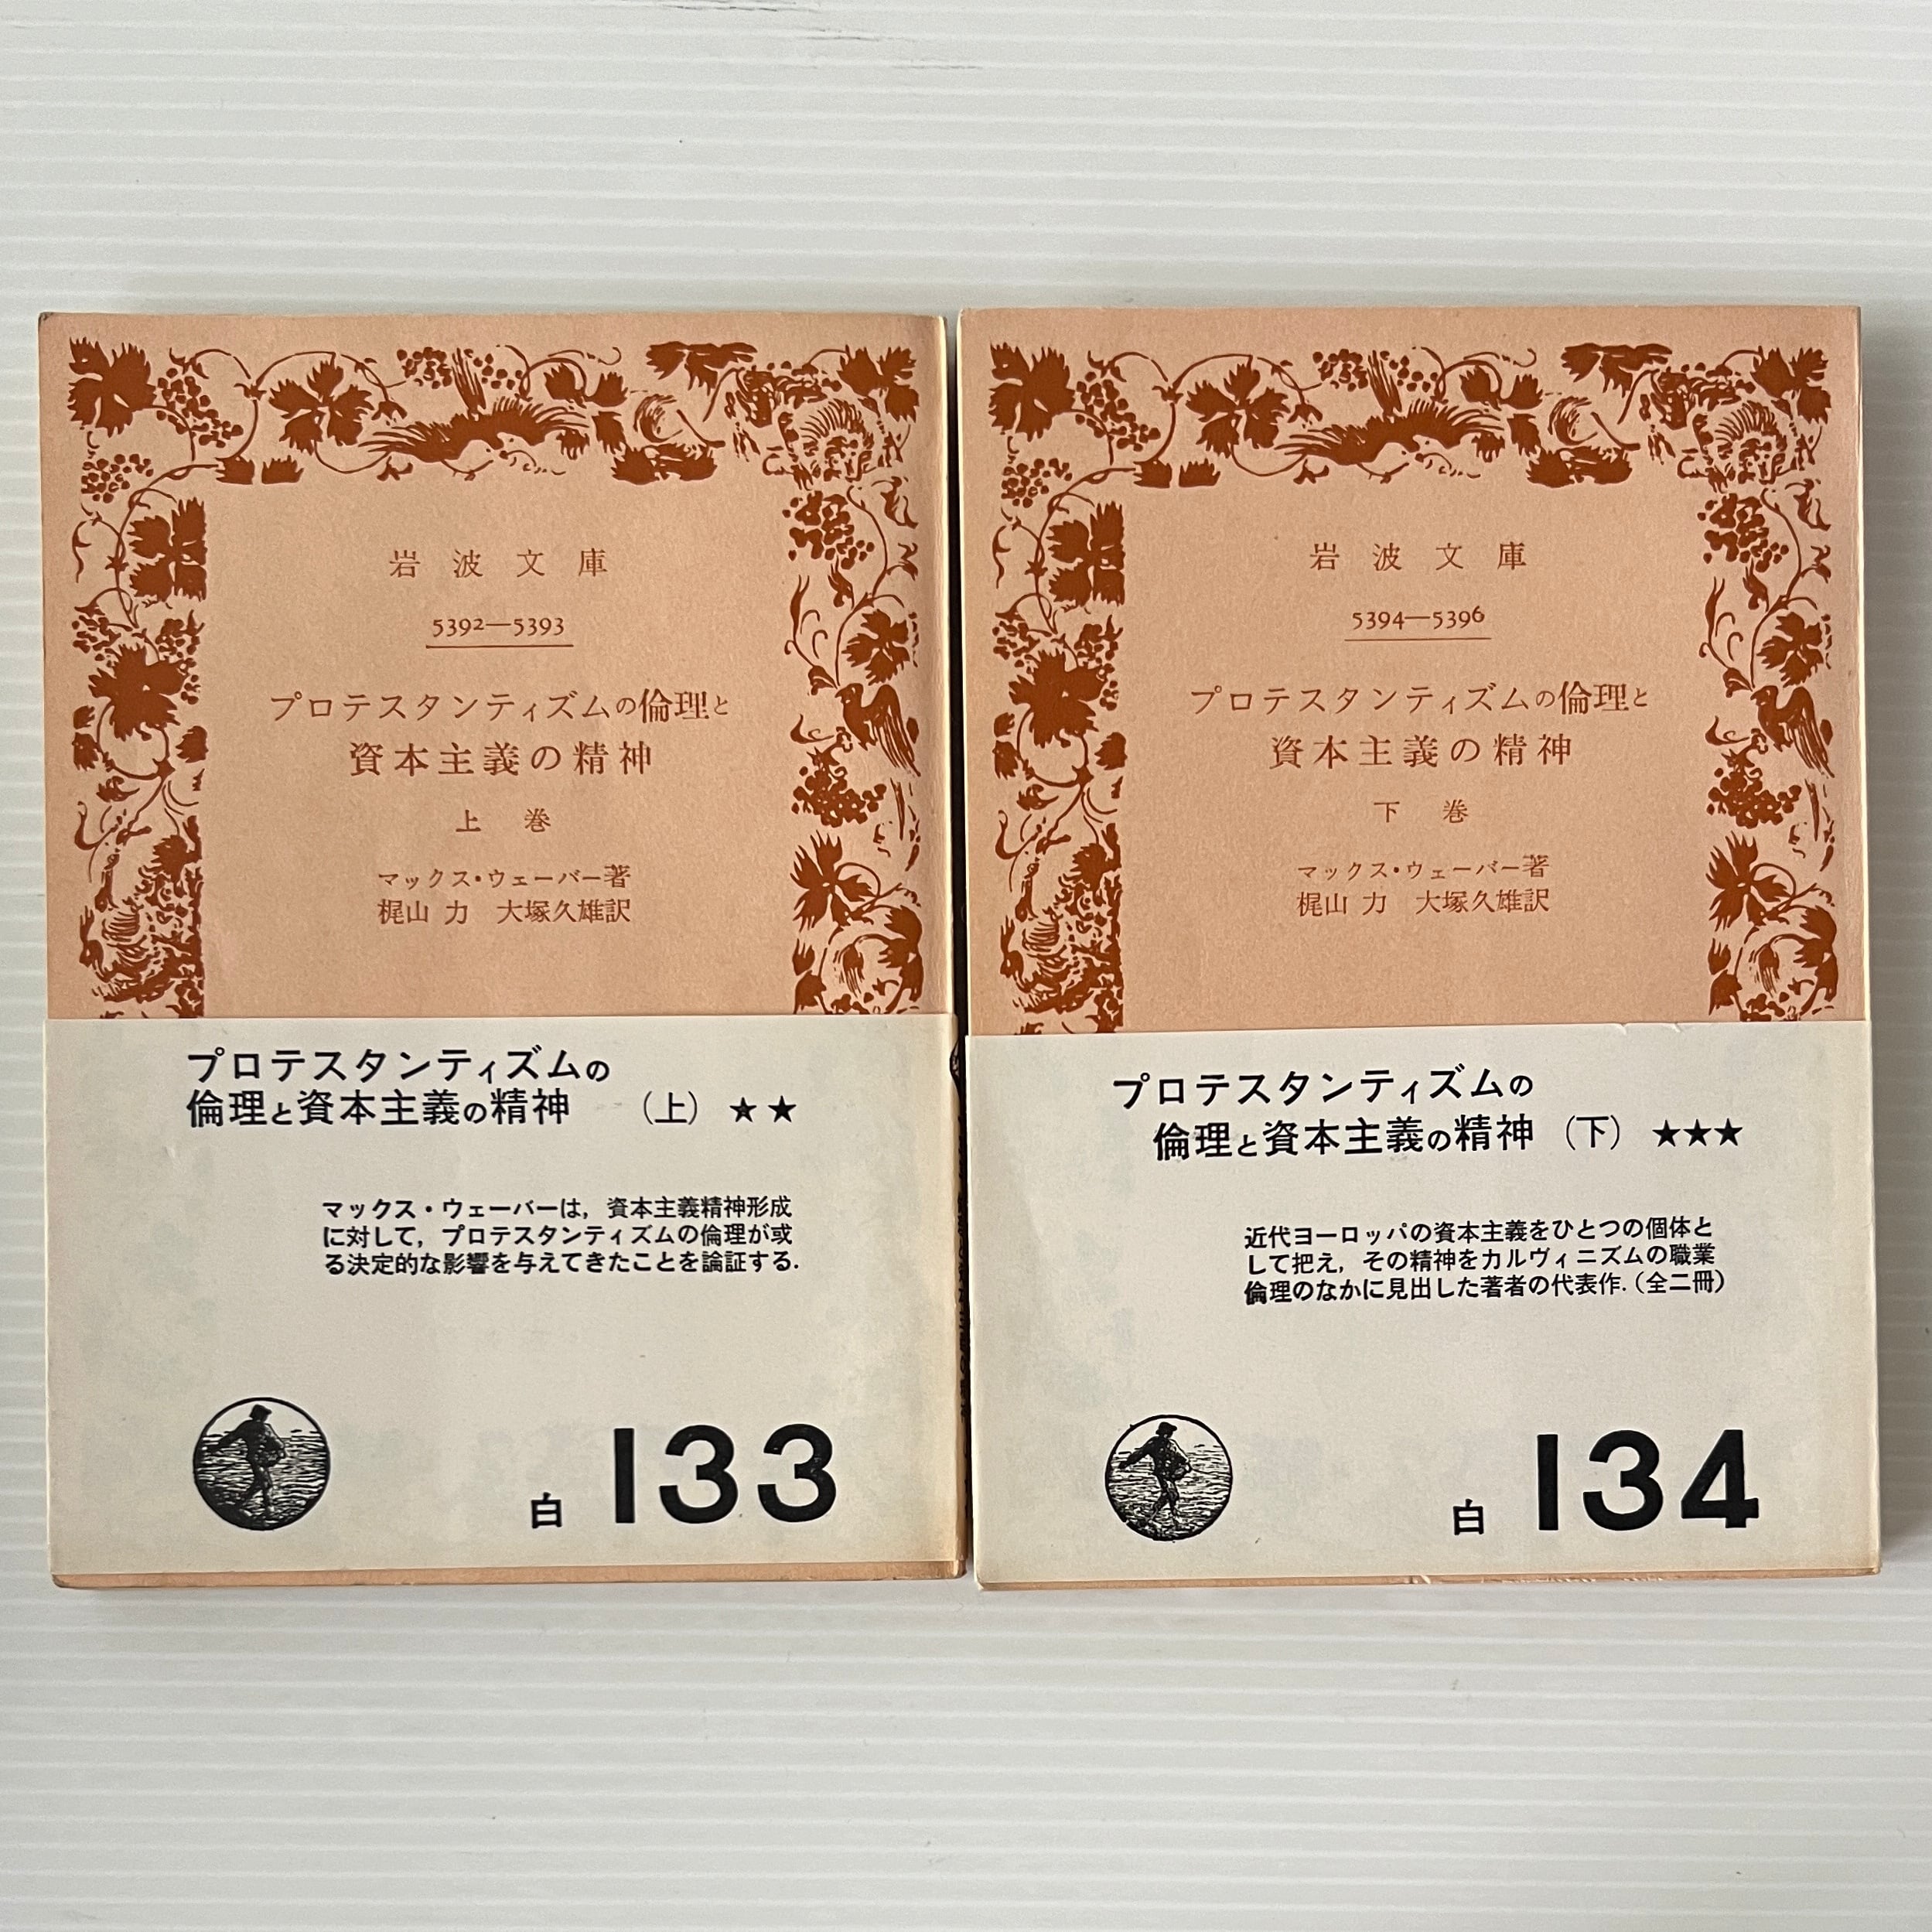 岩波文庫
5392—5393
プロテスタンティズムの倫理と
資本主義の精神
上巻
マックス・ウェーバー著
梶山 力 大塚久雄訳
プロテスタンティズムの
倫理と資本主義の精神 (上) ★★
マックス・ウェーバーは，資本主義精神形成
に対して，プロテスタンティズムの倫理が或
る決定的な影響を与えてきたことを論証する.
白 133
岩波文庫
5394—5396
プロテスタンティズムの倫理と
資本主義の精神
下巻
マックス・ウェーバー著
梶山 力 大塚久雄訳
プロテスタンティズムの
倫理と資本主義の精神 (下) ★★★
近代ヨーロッパの資本主義をひとつの個体と
して把え，その精神をカルヴィニズムの職業
倫理のなかに見出した著者の代表作.(全二冊)
白 134